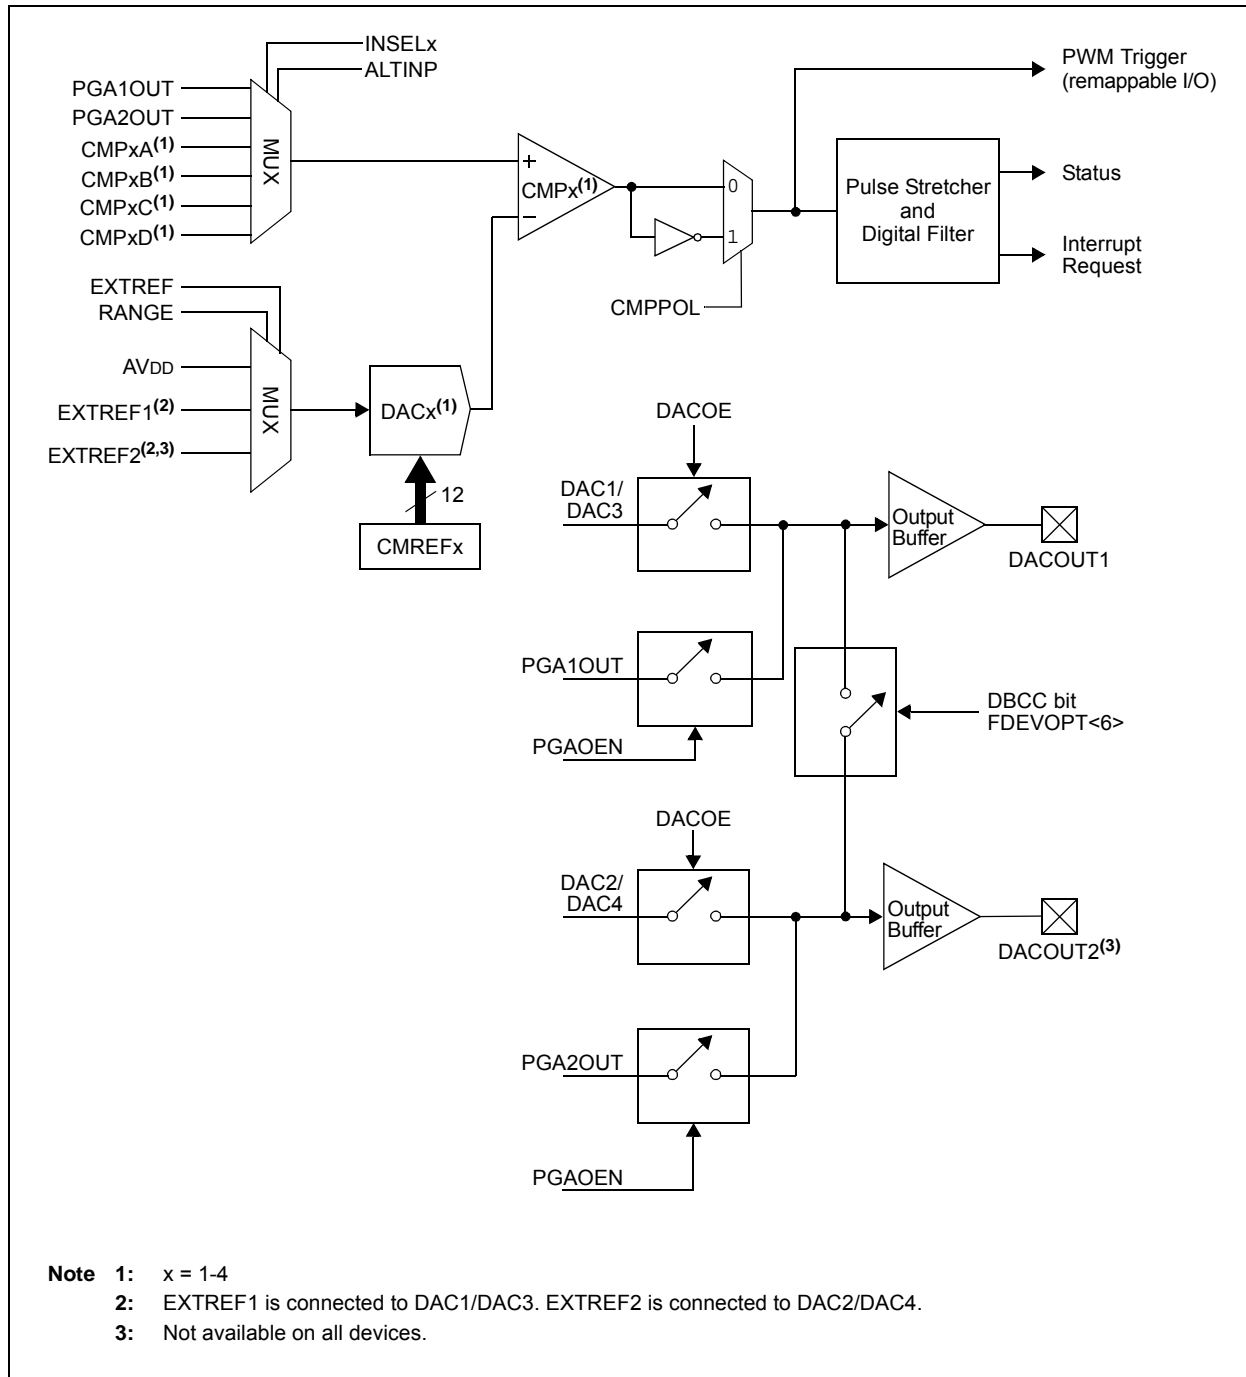 INSELx
ALTINP
PGA1OUT
PGA2OUT
CMPxA(1)
CMPxB(1)
CMPxC(1)
CMPxD(1)
MUX
+
CMPx(1)
–
0
1
CMPPOL
PWM Trigger
(remappable I/O)
Pulse Stretcher
and
Digital Filter
Status
Interrupt
Request
EXTREF
RANGE
AVDD
EXTREF1(2)
EXTREF2(2,3)
MUX
DACx(1)
12
CMREFx
DACOE
DAC1/
DAC3
Output
Buffer
DACOUT1
PGA1OUT
PGAOEN
DBCC bit
FDEVOPT<6>
DACOE
DAC2/
DAC4
Output
Buffer
DACOUT2(3)
PGA2OUT
PGAOEN
Note 1: x = 1-4
2: EXTREF1 is connected to DAC1/DAC3. EXTREF2 is connected to DAC2/DAC4.
3: Not available on all devices.